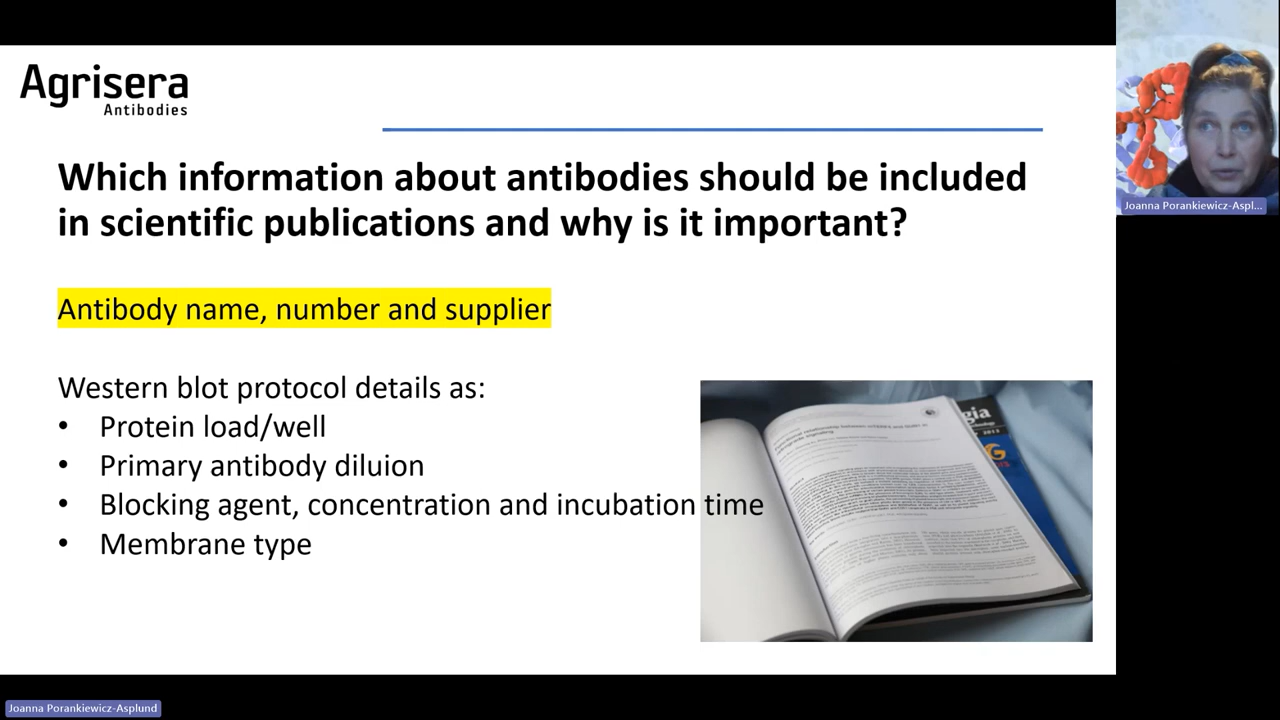 Agrisera
Antibodies
Which information about antibodies should be included
in scientific publications and why is it important?
Antibody name, number and supplier
Western blot protocol details as:
• Protein load/well
• Primary antibody diluion
• Blocking agent, concentration and incubation time
• Membrane type
Joanna Porankiewicz-Aspl...
Joanna Porankiewicz-Asplund